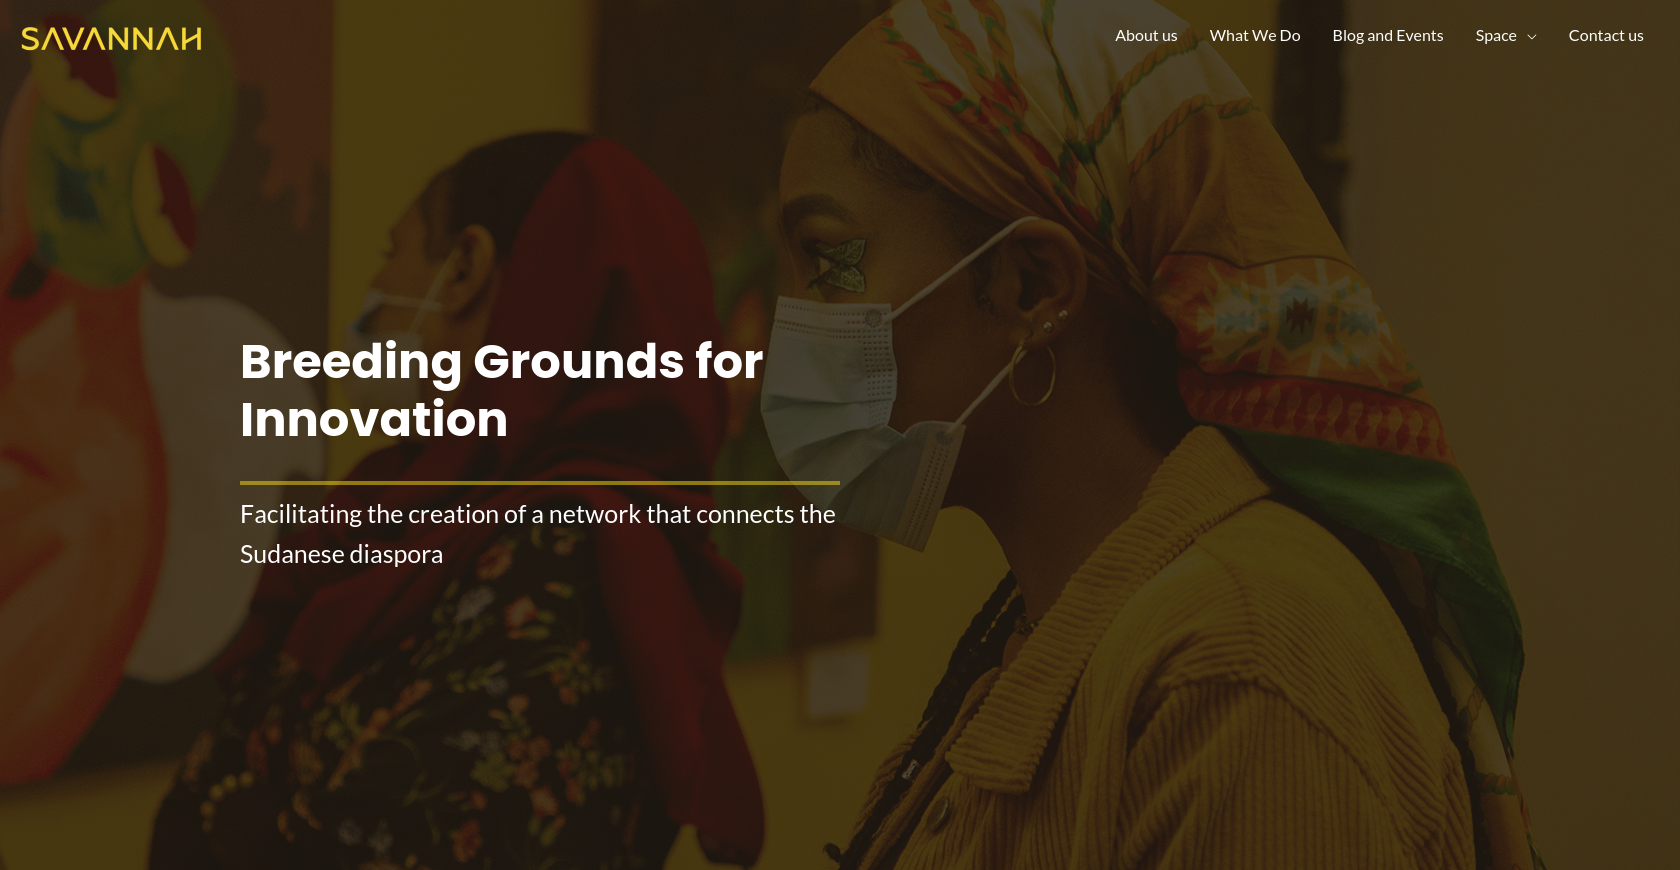 SAVANNAH
About us What We Do Blog and Events Space Contact us
Breeding Grounds for
Innovation
Facilitating the creation of a network that connects the
Sudanese diaspora